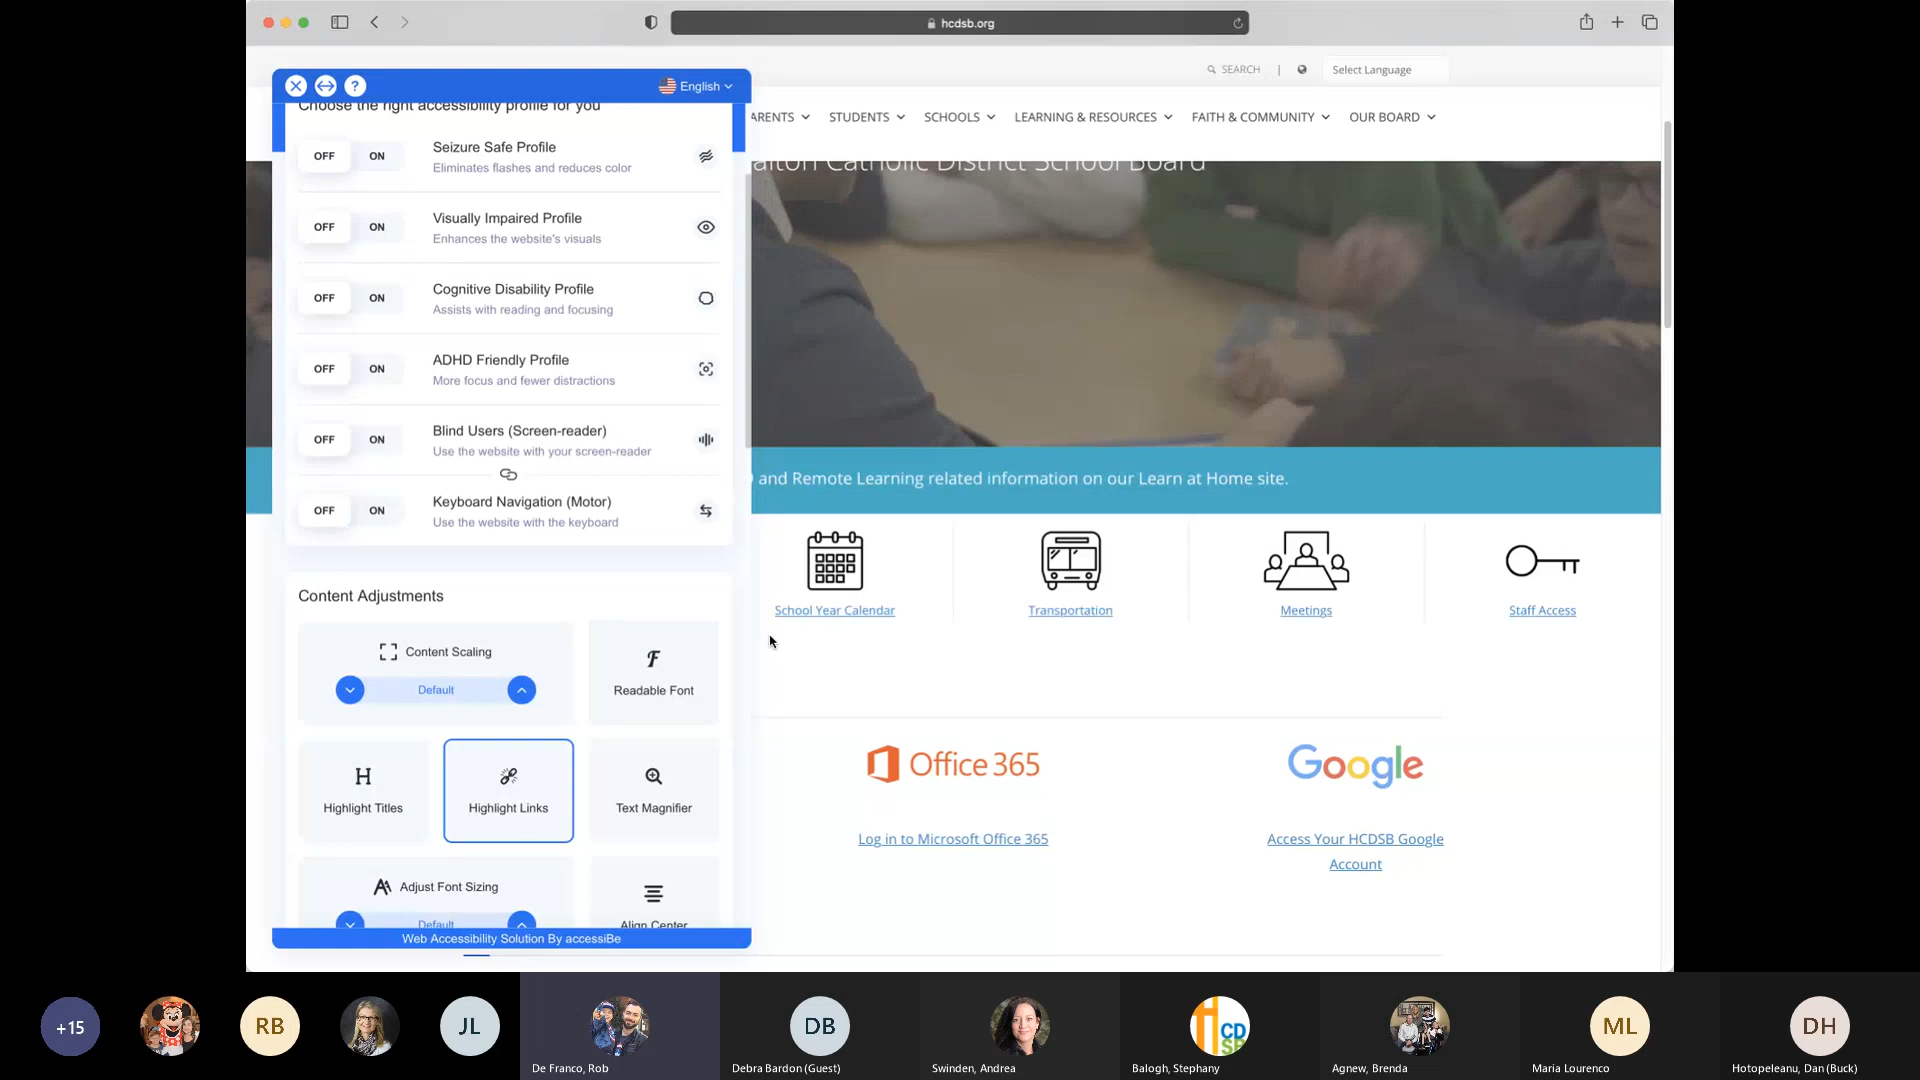 hcdsb.org
SEARCH | Select Language
English
Choose the right accessibility profile for you
ARENTS STUDENTS SCHOOLS LEARNING & RESOURCES FAITH & COMMUNITY OUR BOARD
alton Catholic District School Board
OFF ON Seizure Safe Profile
Eliminates flashes and reduces color
OFF ON Visually Impaired Profile
Enhances the website's visuals
OFF ON Cognitive Disability Profile
Assists with reading and focusing
OFF ON ADHD Friendly Profile
More focus and fewer distractions
OFF ON Blind Users (Screen-reader)
Use the website with your screen-reader
OFF ON Keyboard Navigation (Motor)
Use the website with the keyboard
and Remote Learning related information on our Learn at Home site.
School Year Calendar
Transportation
Meetings
Staff Access
Content Adjustments
Content Scaling
Default
Readable Font
Highlight Titles
Highlight Links
Text Magnifier
Adjust Font Sizing
Default
Align Center
Web Accessibility Solution By accessiBe
Office 365
Log in to Microsoft Office 365
Google
Access Your HCDSB Google
Account
+15
RB
JL
De Franco, Rob
DB
Debra Bardon (Guest)
Swinden, Andrea
HCDSB
Balogh, Stephany
Agnew, Brenda
ML
Maria Lourenco
DH
Hotopeleanu, Dan (Buck)